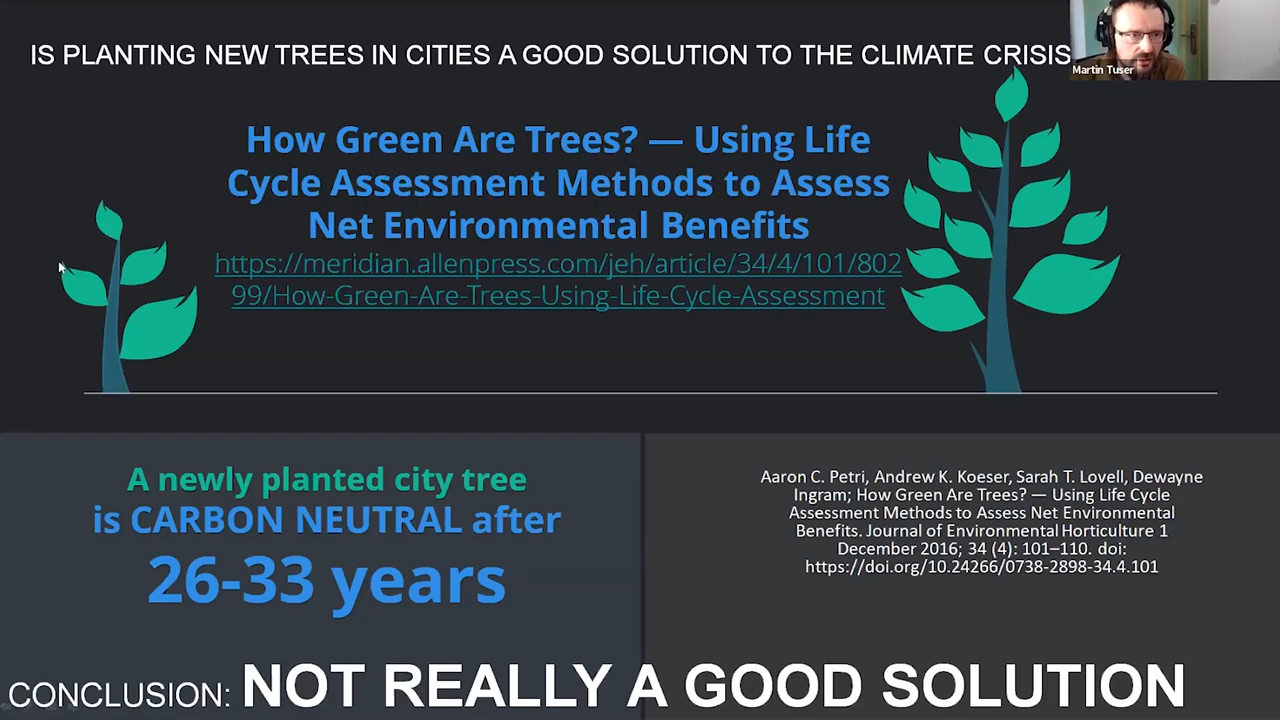 IS PLANTING NEW TREES IN CITIES A GOOD SOLUTION TO THE CLIMATE CRISIS
Martin Tuser
How Green Are Trees? — Using Life
Cycle Assessment Methods to Assess
Net Environmental Benefits
https://meridian.allenpress.com/jeh/article/34/4/101/802
99/How-Green-Are-Trees-Using-Life-Cycle-Assessment
A newly planted city tree
is CARBON NEUTRAL after
26-33 years
Aaron C. Petri, Andrew K. Koeser, Sarah T. Lovell, Dewayne
Ingram; How Green Are Trees? — Using Life Cycle
Assessment Methods to Assess Net Environmental
Benefits. Journal of Environmental Horticulture 1
December 2016; 34 (4): 101–110. doi:
https://doi.org/10.24266/0738-2898-34.4.101
CONCLUSION: NOT REALLY A GOOD SOLUTION